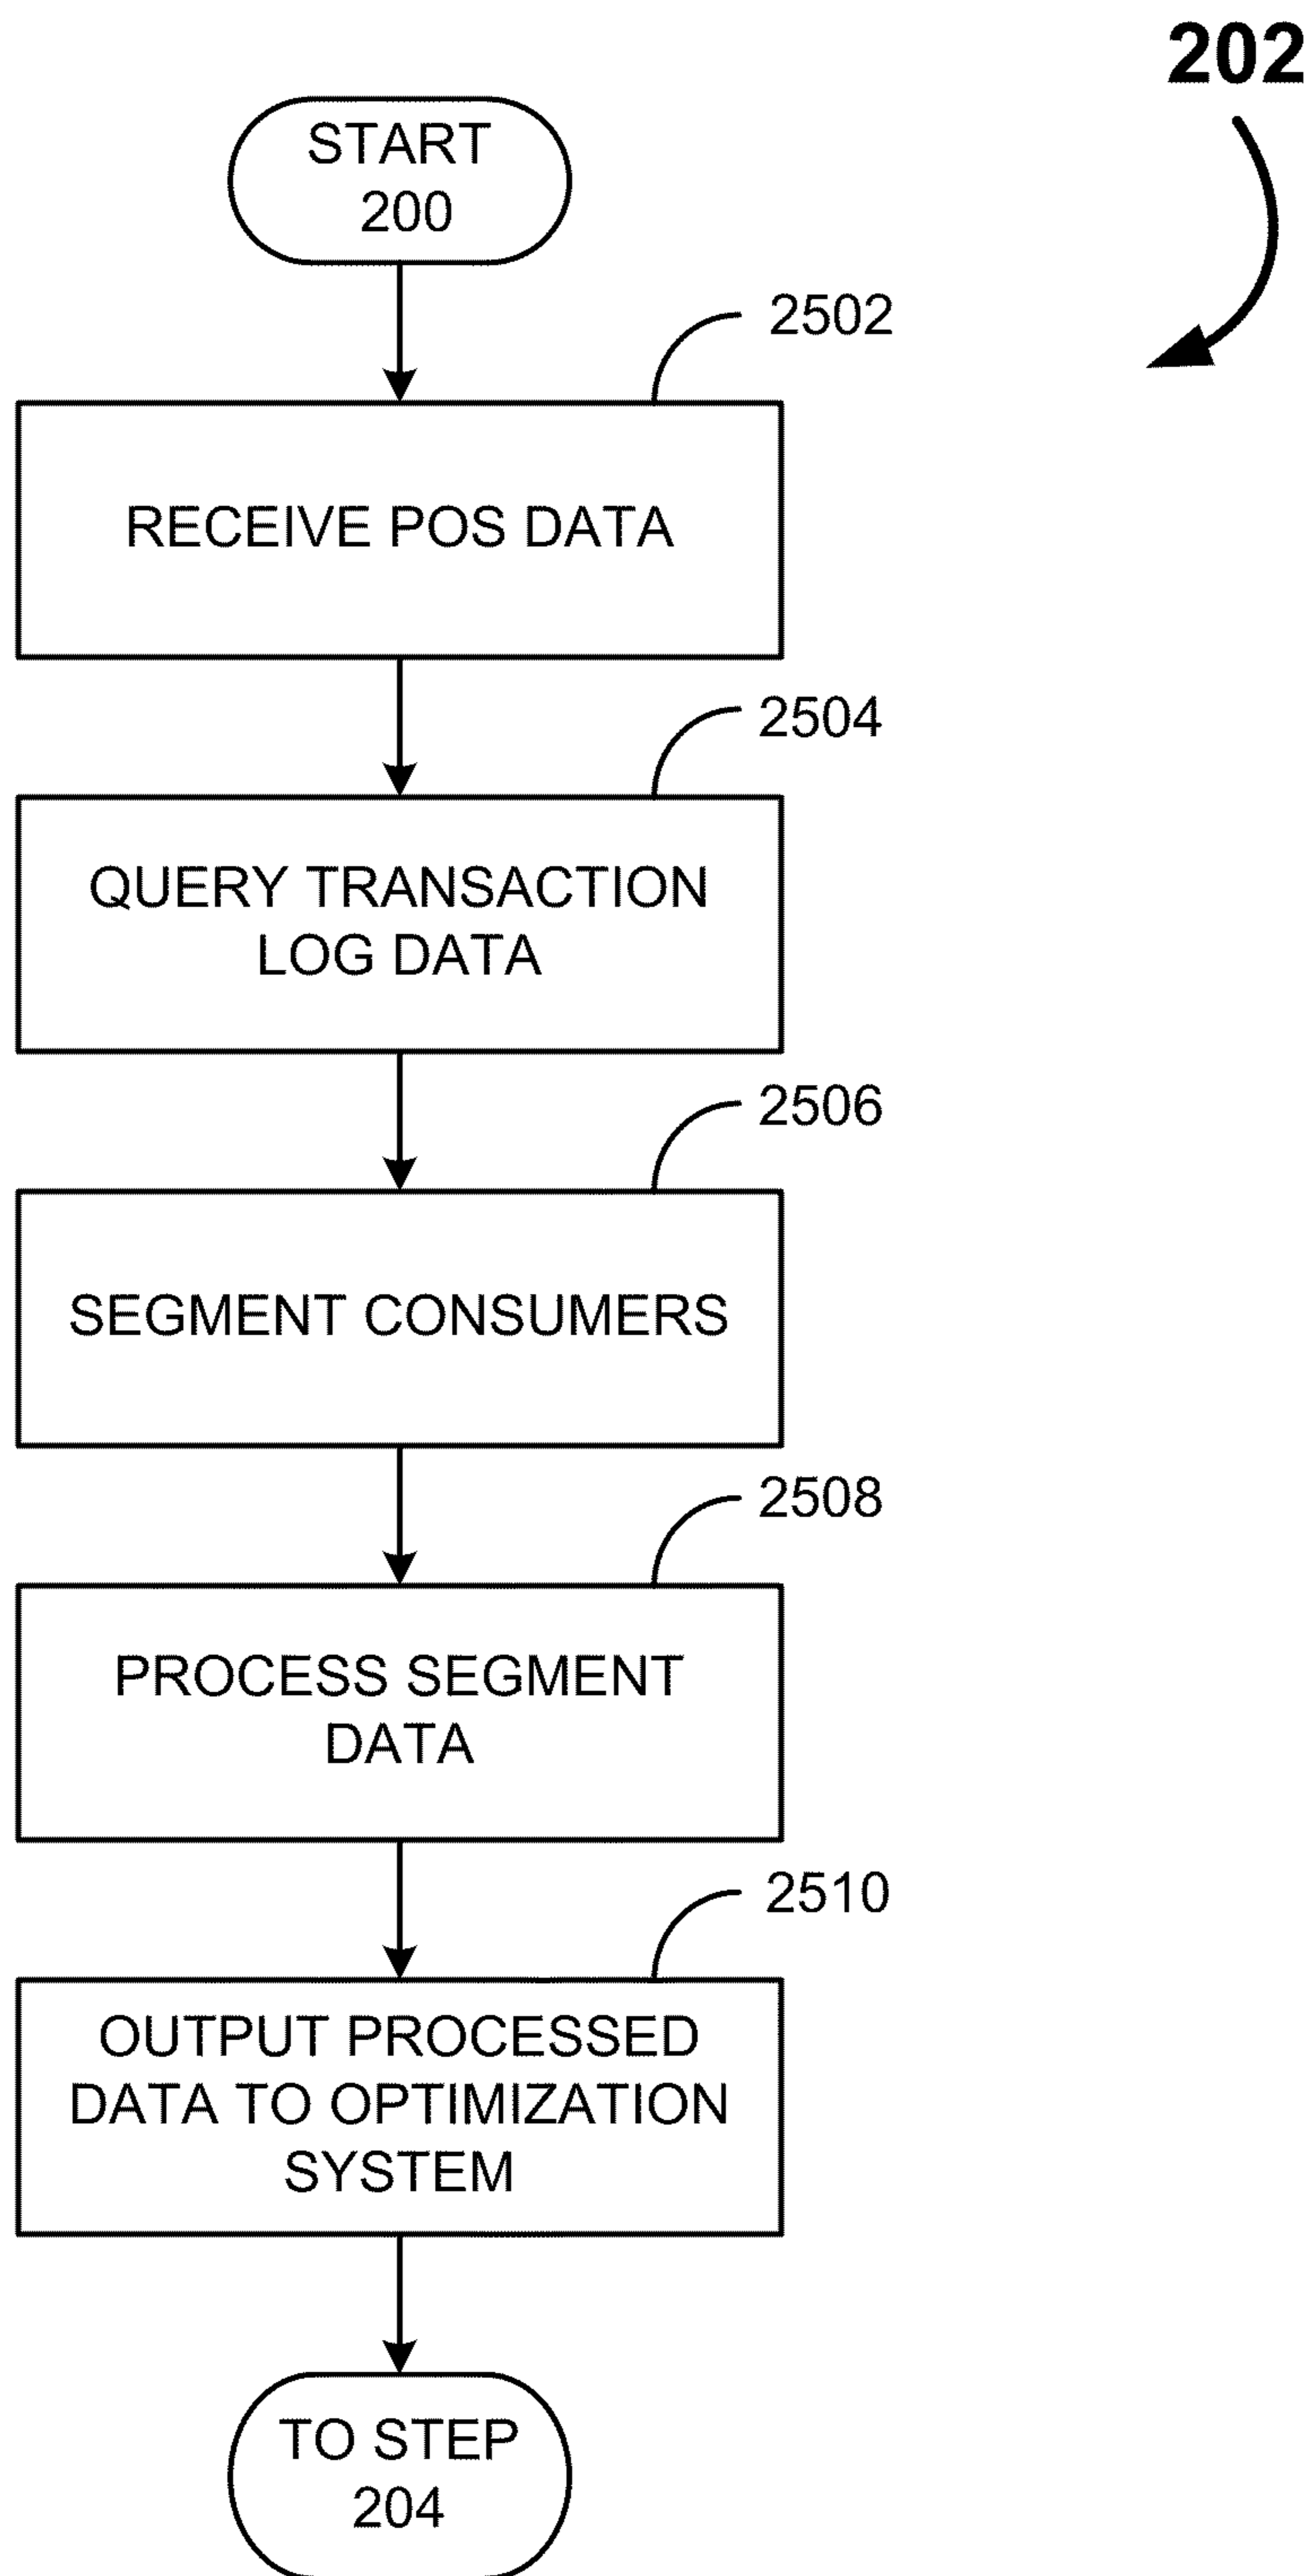 202
START
200
2502
RECEIVE POS DATA
2504
QUERY TRANSACTION
LOG DATA
2506
SEGMENT CONSUMERS
2508
PROCESS SEGMENT
DATA
2510
OUTPUT PROCESSED
DATA TO OPTIMIZATION
SYSTEM
TO STEP
204